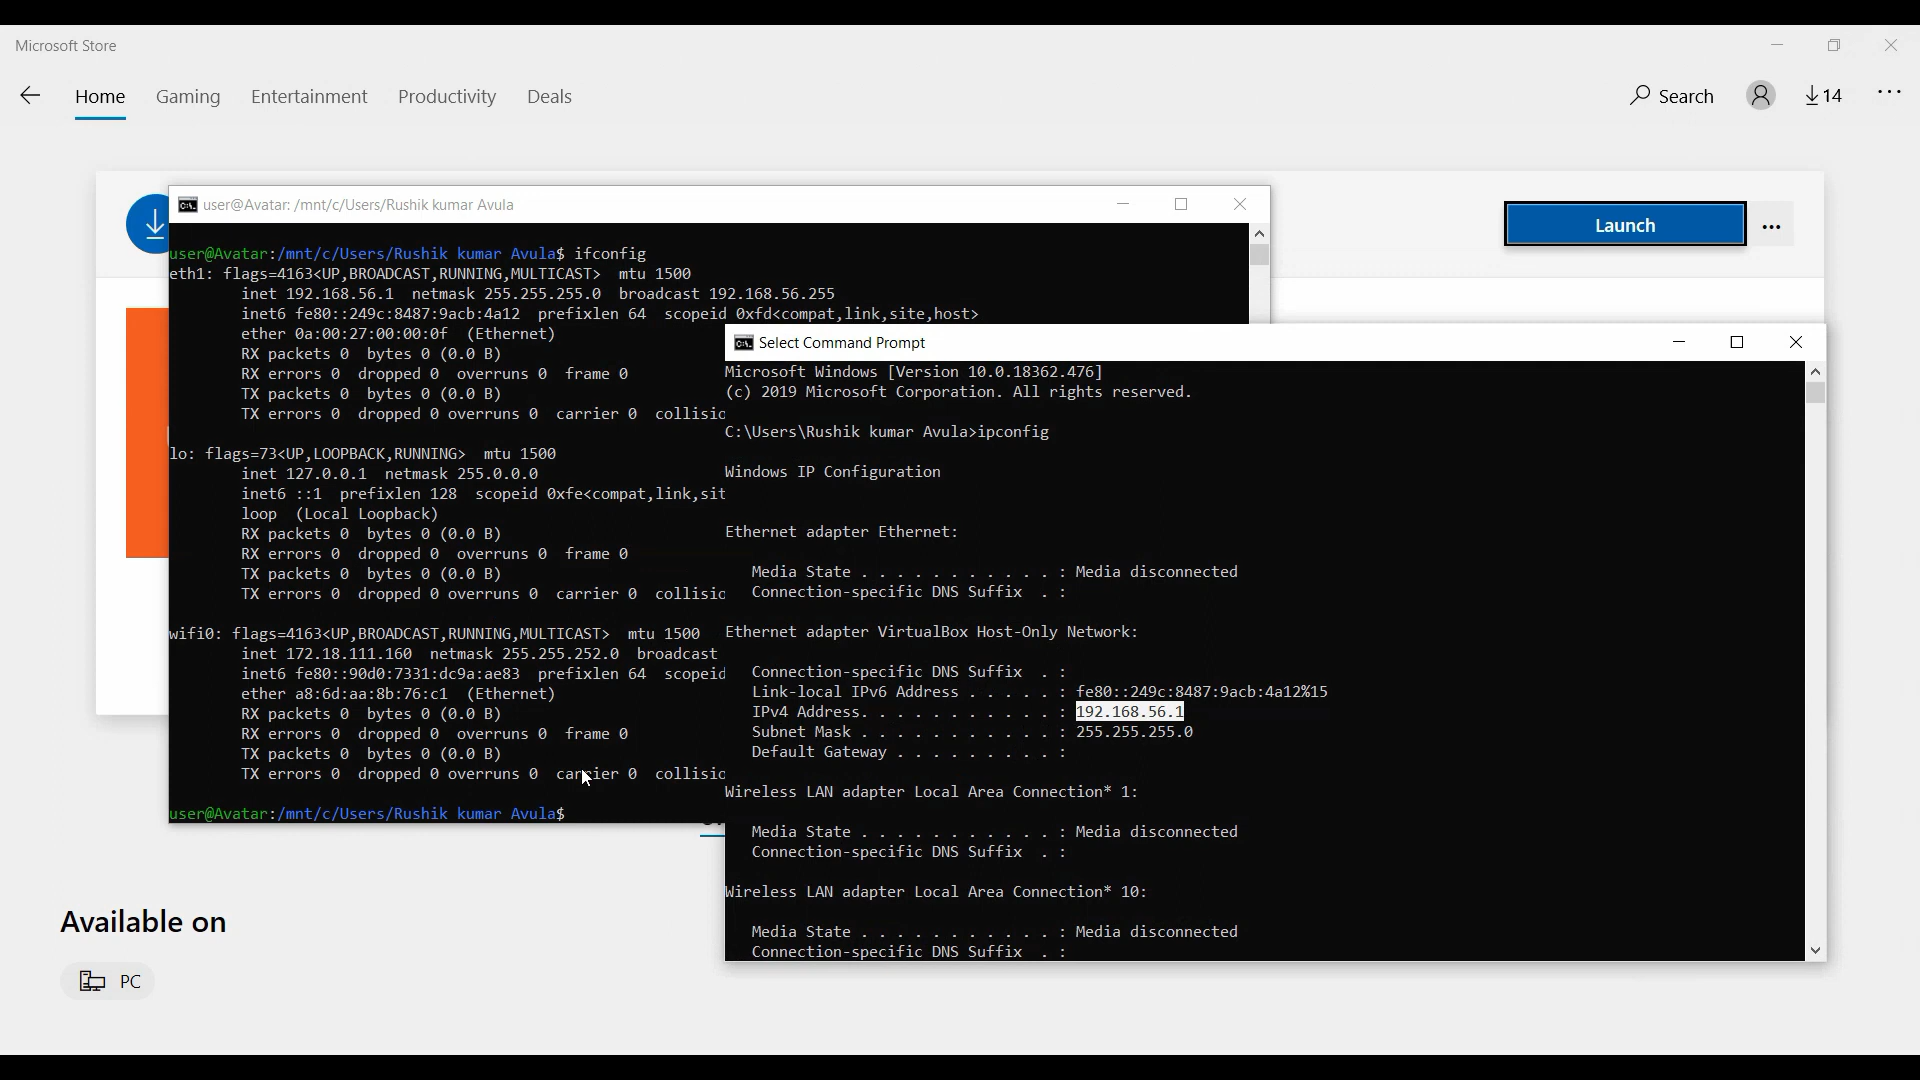 Microsoft Store
Home Gaming Entertainment Productivity Deals Search 14
user@Avatar: /mnt/c/Users/Rushik kumar Avula
Launch
user@Avatar:/mnt/c/Users/Rushik kumar Avula$ ifconfig
eth1: flags=4163<UP,BROADCAST,RUNNING,MULTICAST>  mtu 1500
inet 192.168.56.1  netmask 255.255.255.0  broadcast 192.168.56.255
inet6 fe80::249c:8487:9acb:4a12  prefixlen 64  scopeid 0xfd<compat,link,site,host>
ether 0a:00:27:00:00:0f  (Ethernet)
RX packets 0  bytes 0 (0.0 B)
RX errors 0  dropped 0  overruns 0  frame 0
TX packets 0  bytes 0 (0.0 B)
TX errors 0  dropped 0 overruns 0  carrier 0  collisio
lo: flags=73<UP,LOOPBACK,RUNNING>  mtu 1500
inet 127.0.0.1  netmask 255.0.0.0
inet6 ::1  prefixlen 128  scopeid 0xfe<compat,link,sit
loop  (Local Loopback)
RX packets 0  bytes 0 (0.0 B)
RX errors 0  dropped 0  overruns 0  frame 0
TX packets 0  bytes 0 (0.0 B)
TX errors 0  dropped 0 overruns 0  carrier 0  collisio
wifi0: flags=4163<UP,BROADCAST,RUNNING,MULTICAST>  mtu 1500
inet 172.18.111.160  netmask 255.255.252.0  broadcast
inet6 fe80::90d0:7331:dc9a:ae83  prefixlen 64  scopeid
ether a8:6d:aa:8b:76:c1  (Ethernet)
RX packets 0  bytes 0 (0.0 B)
RX errors 0  dropped 0  overruns 0  frame 0
TX packets 0  bytes 0 (0.0 B)
TX errors 0  dropped 0 overruns 0  carrier 0  collisio
user@Avatar:/mnt/c/Users/Rushik kumar Avula$
Select Command Prompt
Microsoft Windows [Version 10.0.18362.476]
(c) 2019 Microsoft Corporation. All rights reserved.
C:\Users\Rushik kumar Avula>ipconfig
Windows IP Configuration
Ethernet adapter Ethernet:
Media State . . . . . . . . . . . : Media disconnected
Connection-specific DNS Suffix  . :
Ethernet adapter VirtualBox Host-Only Network:
Connection-specific DNS Suffix  . :
Link-local IPv6 Address . . . . . : fe80::249c:8487:9acb:4a12%15
IPv4 Address. . . . . . . . . . . : 192.168.56.1
Subnet Mask . . . . . . . . . . . : 255.255.255.0
Default Gateway . . . . . . . . . :
Wireless LAN adapter Local Area Connection* 1:
Media State . . . . . . . . . . . : Media disconnected
Connection-specific DNS Suffix  . :
Wireless LAN adapter Local Area Connection* 10:
Media State . . . . . . . . . . . : Media disconnected
Connection-specific DNS Suffix  . :
Available on
PC